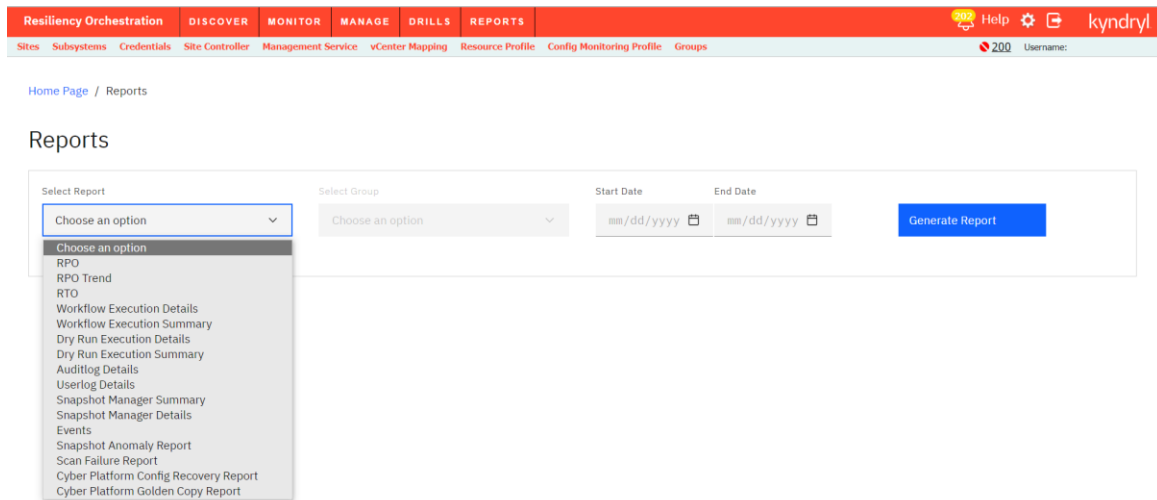 Resiliency Orchestration DISCOVER MONITOR MANAGE DRILLS REPORTS 202 Help kyndryl
Sites Subsystems Credentials Site Controller Management Service vCenter Mapping Resource Profile Config Monitoring Profile Groups 200 Username:
Home Page / Reports
Reports
Select Report Select Group Start Date End Date
Choose an option Choose an option mm/dd/yyyy mm/dd/yyyy Generate Report
Choose an option
RPO
RPO Trend
RTO
Workflow Execution Details
Workflow Execution Summary
Dry Run Execution Details
Dry Run Execution Summary
Auditlog Details
Userlog Details
Snapshot Manager Summary
Snapshot Manager Details
Events
Snapshot Anomaly Report
Scan Failure Report
Cyber Platform Config Recovery Report
Cyber Platform Golden Copy Report